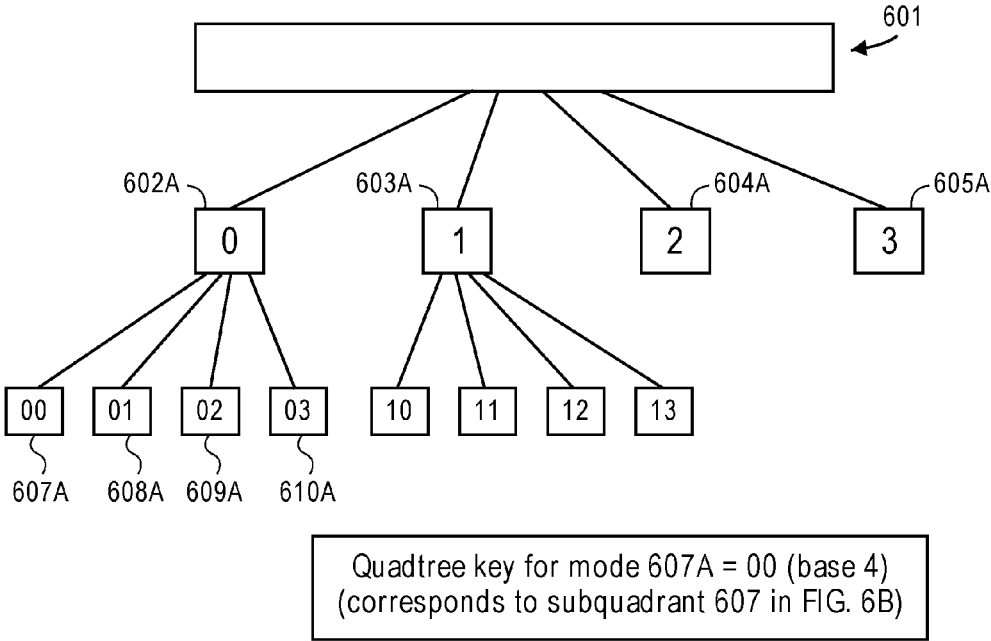 601
602A
603A
604A
605A
0
1
2
3
00
01
02
03
10
11
12
13
607A
608A
609A
610A
Quadtree key for mode 607A = 00 (base 4)
(corresponds to subquadrant 607 in FIG. 6B)